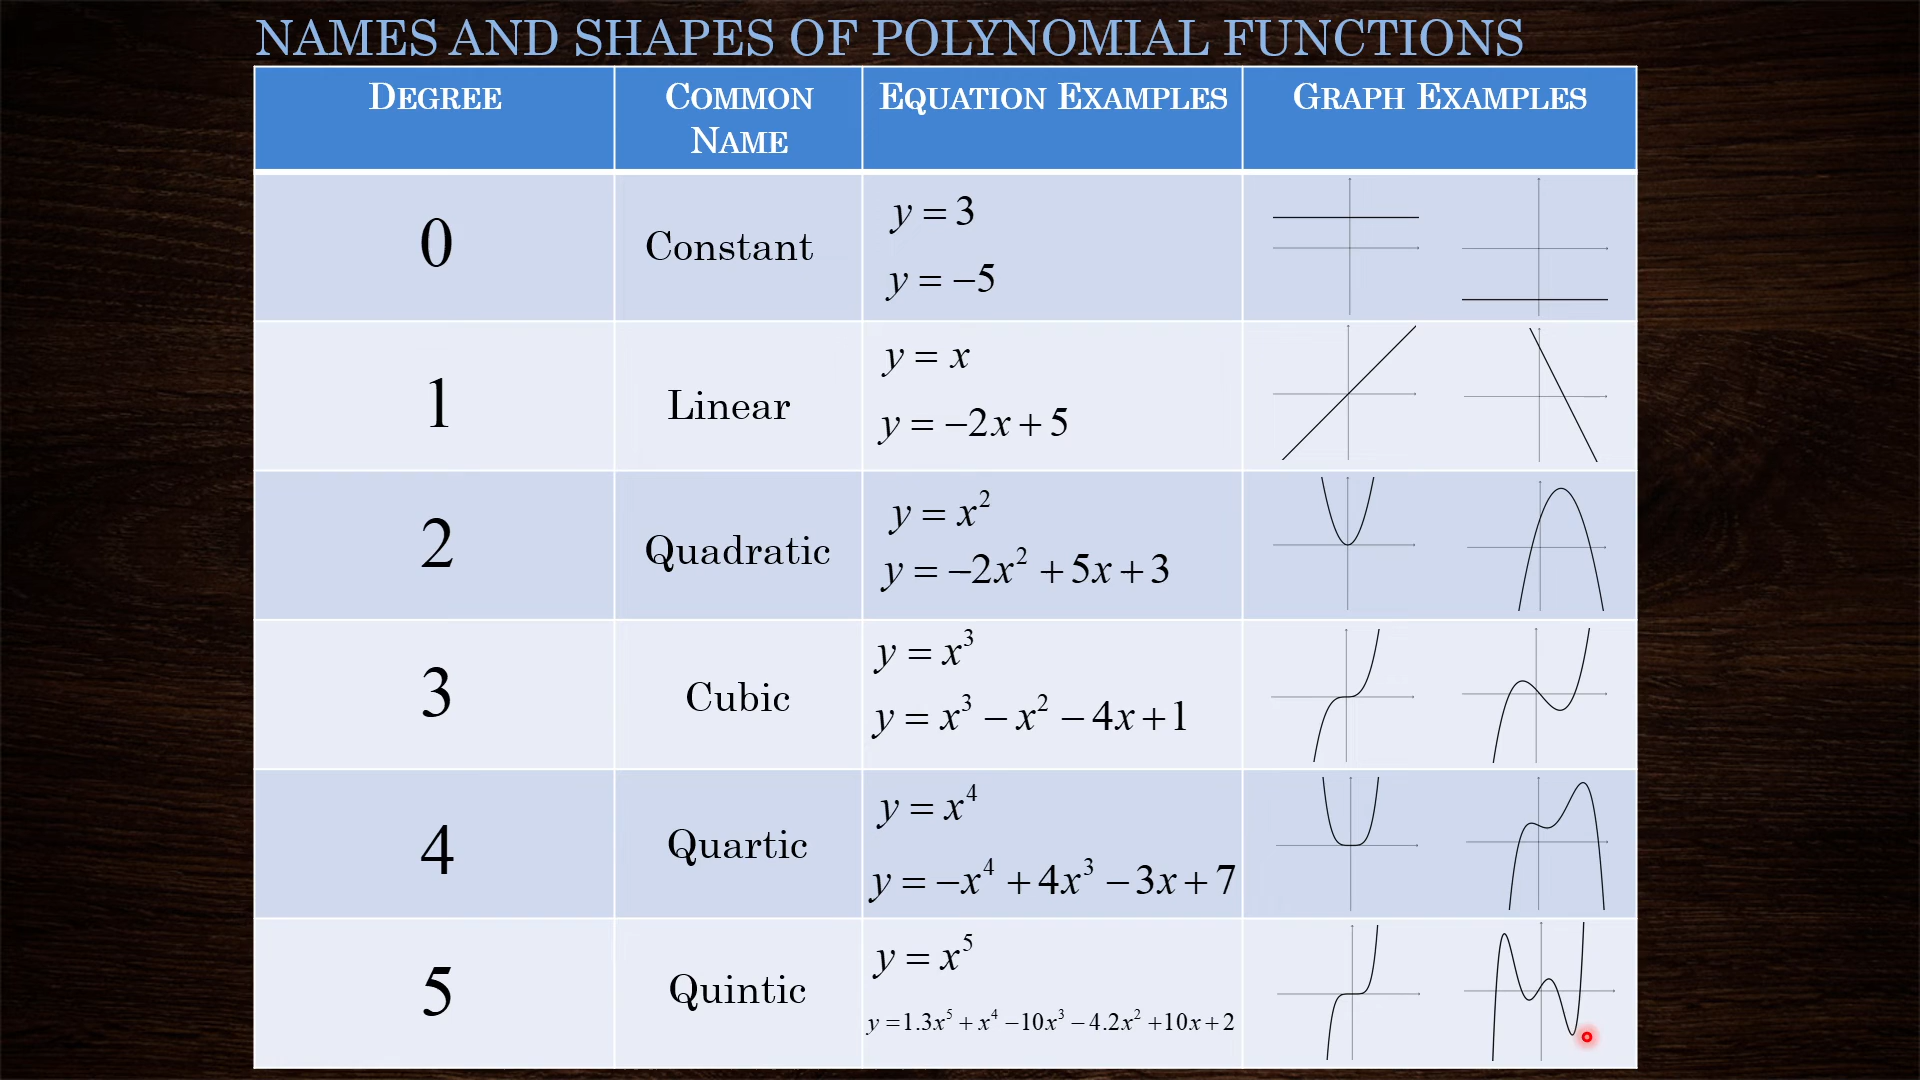 NAMES AND SHAPES OF POLYNOMIAL FUNCTIONS
DEGREE
COMMON
NAME
EQUATION EXAMPLES
GRAPH EXAMPLES
0
Constant
y = 3
y = −5
1
Linear
y = x
y = −2x + 5
2
Quadratic
y = x²
y = −2x² + 5x + 3
3
Cubic
y = x³
y = x³ − x² − 4x + 1
4
Quartic
y = x⁴
y = −x⁴ + 4x³ − 3x + 7
5
Quintic
y = x⁵
y = 1.3x⁵ + x⁴ − 10x³ − 4.2x² + 10x + 2